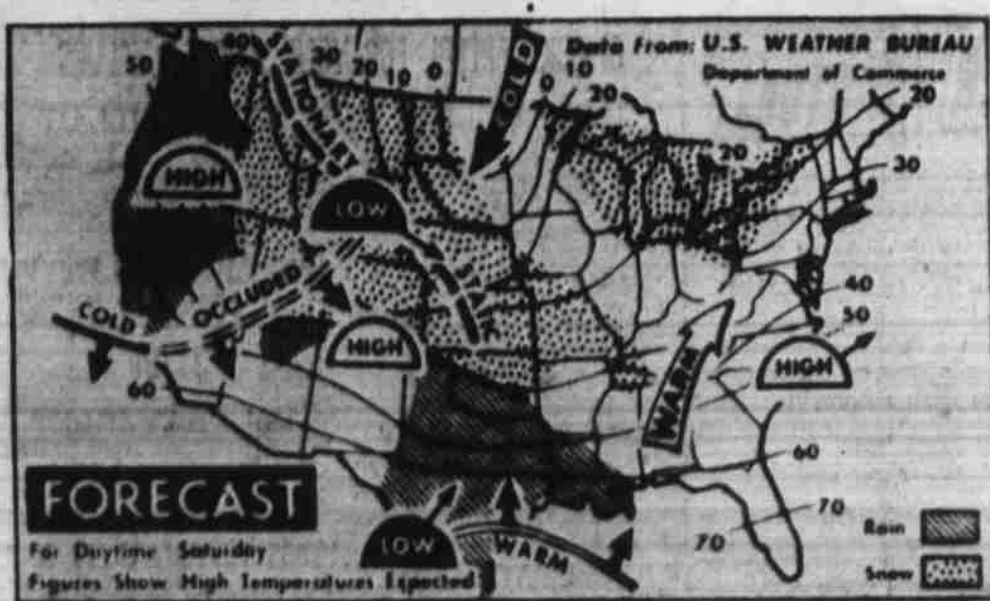 Data from: U.S. WEATHER BUREAU
Department of Commerce
50
40
STATIONARY
30
20
10
0
COLD
0
10
20
20
20
30
HIGH
LOW
STAT.
OCCLUDED
COLD
HIGH
WARM
40
50
HIGH
60
60
70
70
FORECAST
For Daytime Saturday
Figures Show High Temperatures Expected
LOW
WARM
Rain
Snow